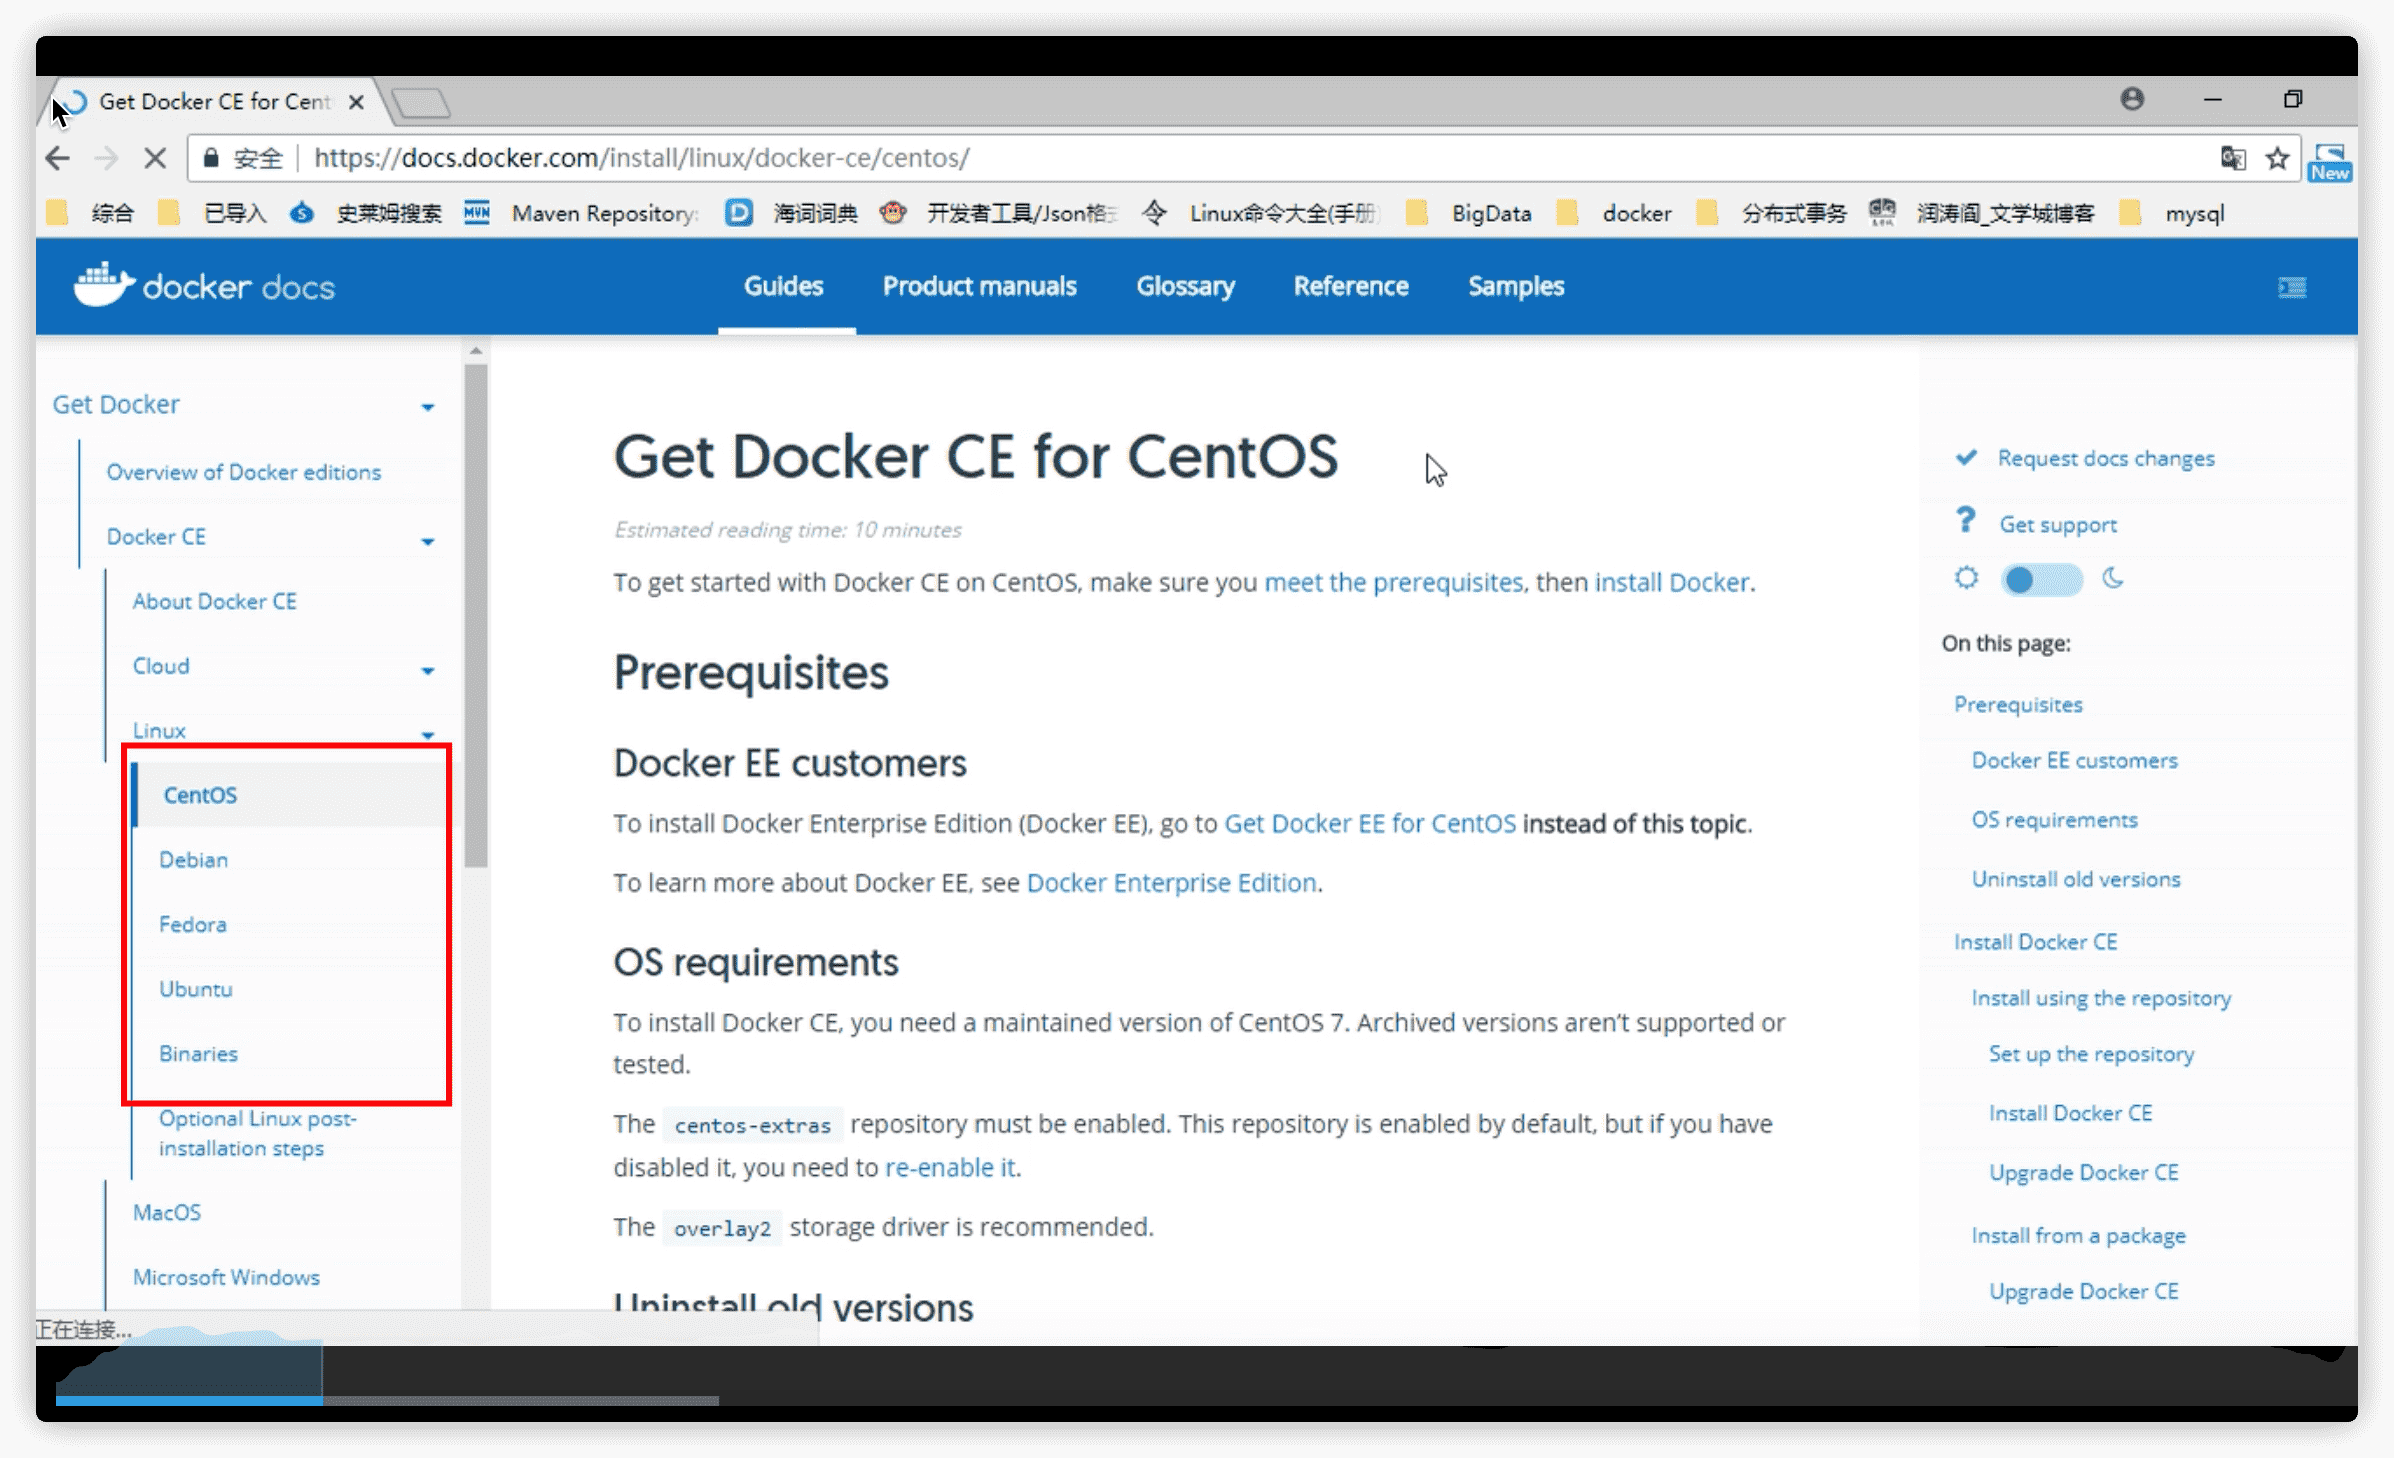 Get Docker CE for Cent
安全 https://docs.docker.com/install/linux/docker-ce/centos/
New
综合 已导入 史莱姆搜索 MVN Maven Repository: D 海词词典 开发者工具/Json格式 Linux命令大全(手册) BigData docker 分布式事务 润涛阎_文学城博客 mysql
docker docs Guides Product manuals Glossary Reference Samples
Get Docker
Overview of Docker editions
Docker CE
About Docker CE
Cloud
Linux
CentOS
Debian
Fedora
Ubuntu
Binaries
Optional Linux post-
installation steps
MacOS
Microsoft Windows
正在连接...
Get Docker CE for CentOS
Estimated reading time: 10 minutes
To get started with Docker CE on CentOS, make sure you meet the prerequisites, then install Docker.
Prerequisites
Docker EE customers
To install Docker Enterprise Edition (Docker EE), go to Get Docker EE for CentOS instead of this topic.
To learn more about Docker EE, see Docker Enterprise Edition.
OS requirements
To install Docker CE, you need a maintained version of CentOS 7. Archived versions aren't supported or
tested.
The centos-extras repository must be enabled. This repository is enabled by default, but if you have
disabled it, you need to re-enable it.
The overlay2 storage driver is recommended.
Uninstall old versions
Request docs changes
Get support
On this page:
Prerequisites
Docker EE customers
OS requirements
Uninstall old versions
Install Docker CE
Install using the repository
Set up the repository
Install Docker CE
Upgrade Docker CE
Install from a package
Upgrade Docker CE